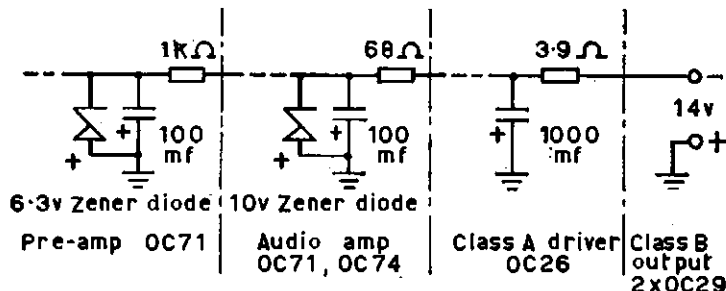 1KΩ
68Ω
3·9Ω
100 mf
100 mf
1000 mf
14v
+
+
+
+
+
+
6·3v Zener diode
10v Zener diode
Pre-amp OC71
Audio amp
OC71, OC74
Class A driver
OC26
Class B
output
2xOC29